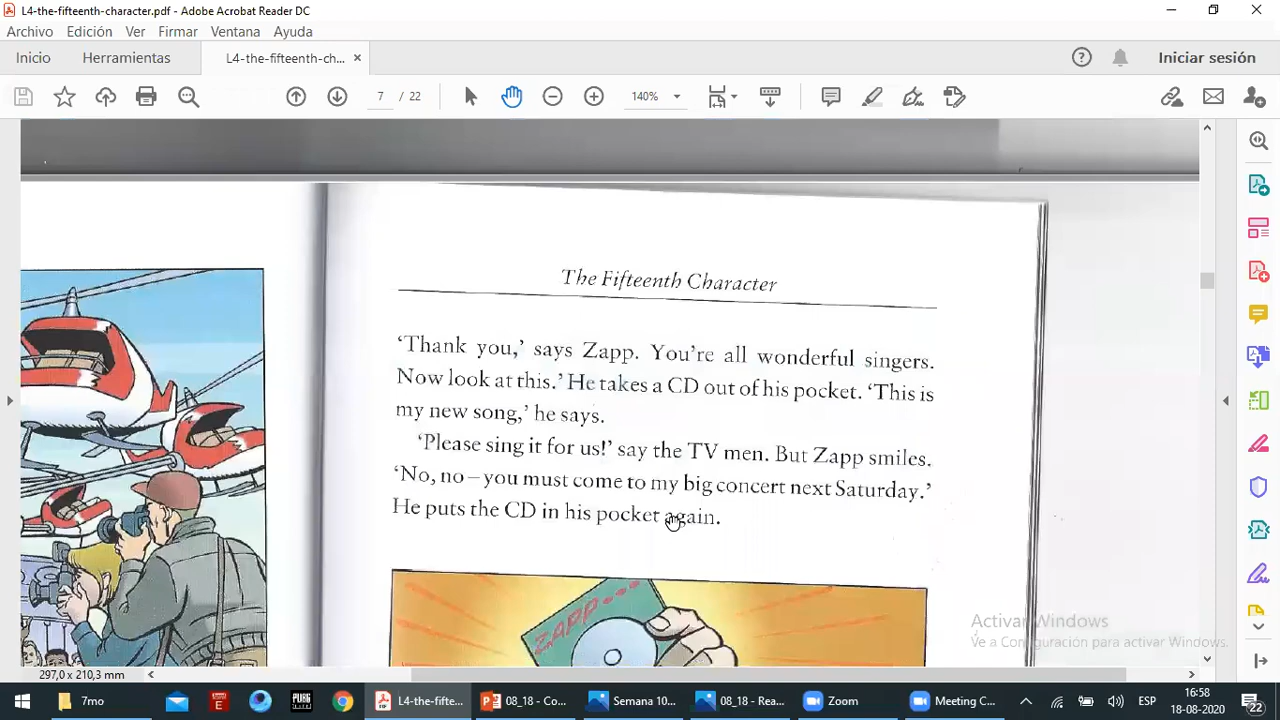 L4-the-fifteenth-character.pdf - Adobe Acrobat Reader DC
Archivo Edición Ver Firmar Ventana Ayuda
Inicio Herramientas L4-the-fifteenth-ch... × Iniciar sesión
7 / 22 140%
The Fifteenth Character
‘Thank you,’ says Zapp. You’re all wonderful singers.
Now look at this.’ He takes a CD out of his pocket. ‘This is
my new song,’ he says.
‘Please sing it for us!’ say the TV men. But Zapp smiles.
‘No, no – you must come to my big concert next Saturday.’
He puts the CD in his pocket again.
ZAPP...
Activar Windows
Ve a Configuración para activar Windows.
297,0 x 210,3 mm
7mo PUBG L4-the-fifte... 08_18 - Co... Semana 10... 08_18 - Rea... Zoom Meeting C... ESP 16:58
18-08-2020 22